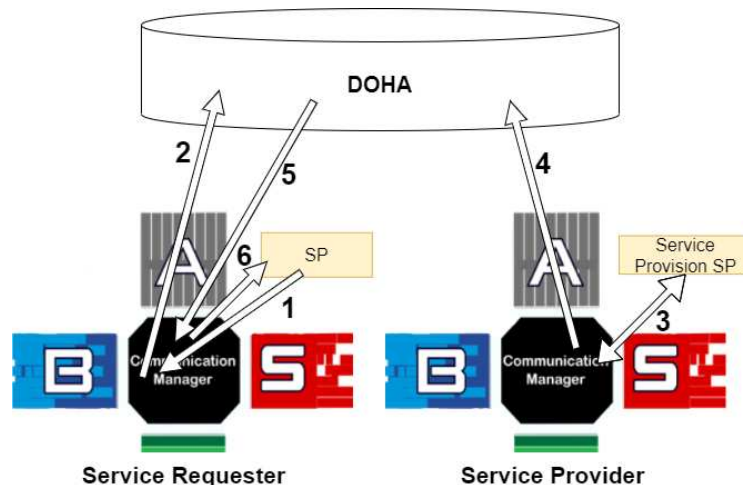 DOHA
2
5
4
A
6
SP
1
A
Service
Provision SP
3
B
Communication
Manager
S
B
Communication
Manager
S
Service Requester
Service Provider